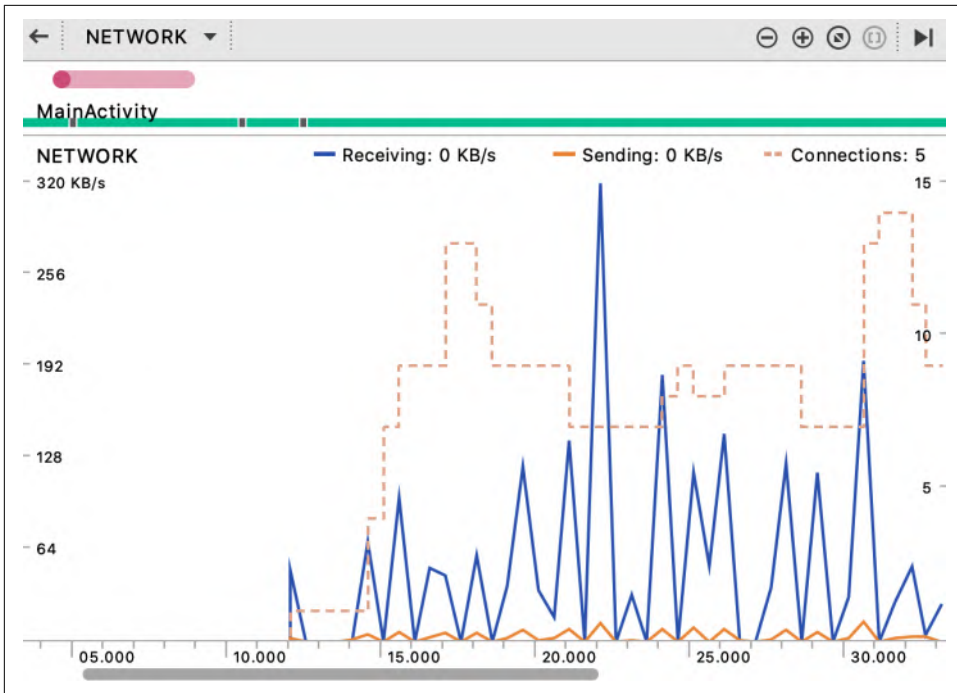 NETWORK
MainActivity
NETWORK Receiving: 0 KB/s Sending: 0 KB/s Connections: 5
320 KB/s 15
256
192 10
128
5
64
05.000 10.000 15.000 20.000 25.000 30.000